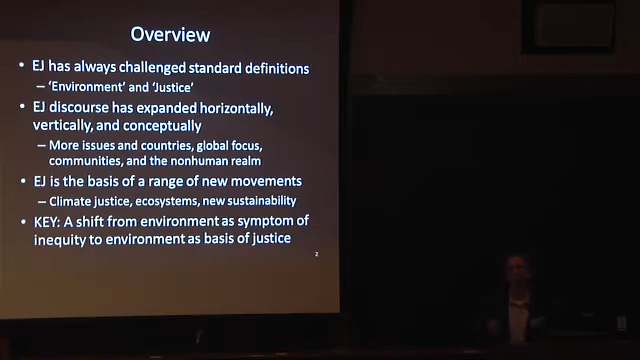 Overview
• EJ has always challenged standard definitions
– ‘Environment’ and ‘Justice’
• EJ discourse has expanded horizontally,
vertically, and conceptually
– More issues and countries, global focus,
communities, and the nonhuman realm
• EJ is the basis of a range of new movements
– Climate justice, ecosystems, new sustainability
• KEY: A shift from environment as symptom of
inequity to environment as basis of justice
2